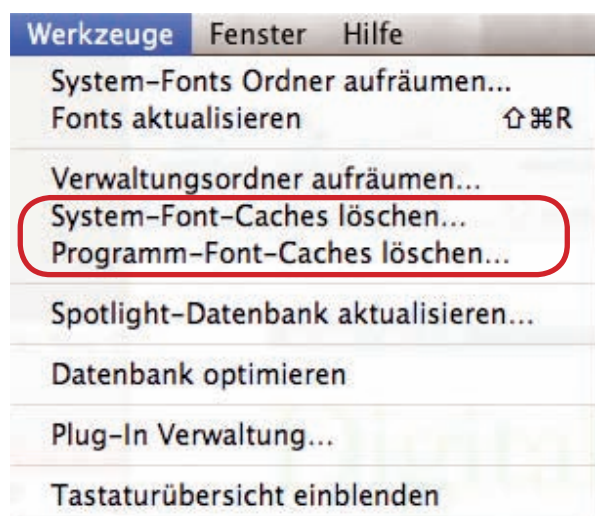 Werkzeuge Fenster Hilfe
System-Fonts Ordner aufräumen...
Fonts aktualisieren ⇧⌘R
Verwaltungsordner aufräumen...
System-Font-Caches löschen...
Programm-Font-Caches löschen...
Spotlight-Datenbank aktualisieren...
Datenbank optimieren
Plug-In Verwaltung...
Tastaturübersicht einblenden